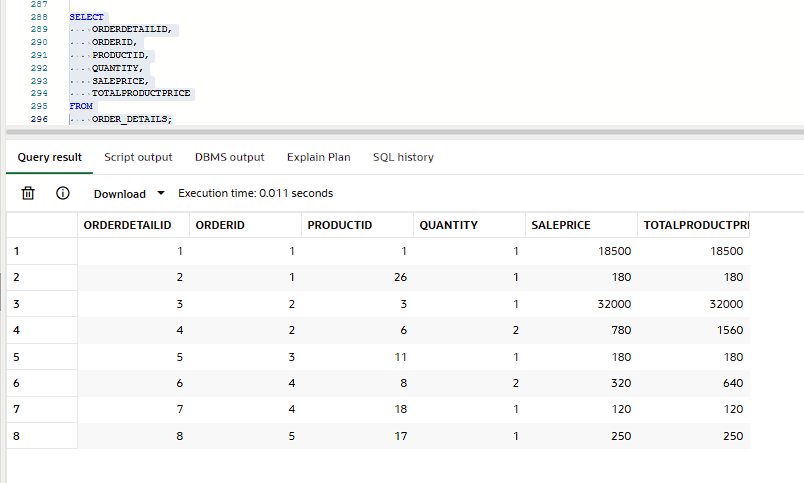 287
288 SELECT
289 ....ORDERDETAILID,
290 ....ORDERID,
291 ....PRODUCTID,
292 ....QUANTITY,
293 ....SALEPRICE,
294 ....TOTALPRODUCTPRICE
295 FROM
296 ....ORDER_DETAILS;
Query result Script output DBMS output Explain Plan SQL history
Download Execution time: 0.011 seconds
ORDERDETAILID ORDERID PRODUCTID QUANTITY SALEPRICE TOTALPRODUCTPRI
1 1 1 1 1 18500 18500
2 2 1 26 1 180 180
3 3 2 3 1 32000 32000
4 4 2 6 2 780 1560
5 5 3 11 1 180 180
6 6 4 8 2 320 640
7 7 4 18 1 120 120
8 8 5 17 1 250 250